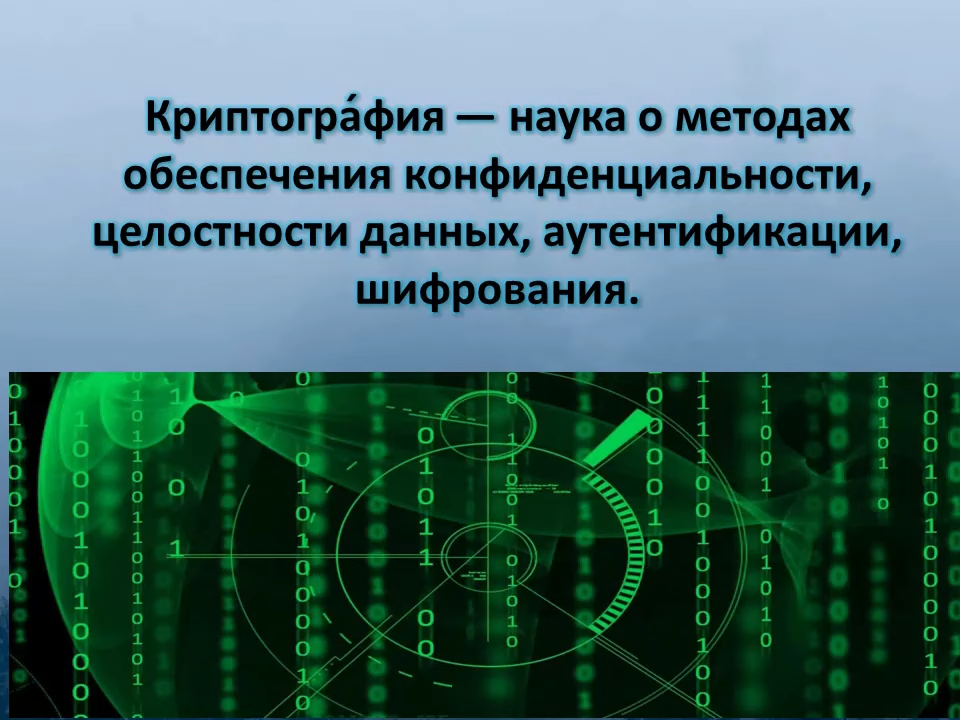 Криптогра́фия — наука о методах
обеспечения конфиденциальности,
целостности данных, аутентификации,
шифрования.